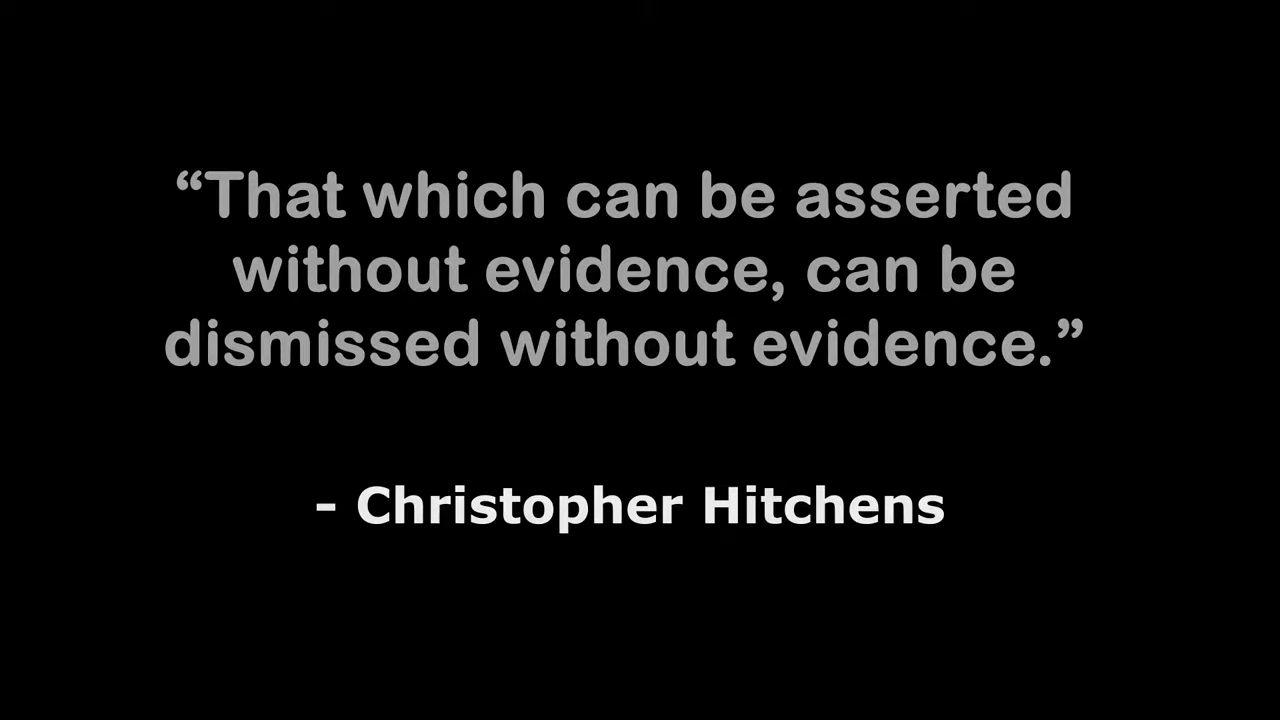 “That which can be asserted
without evidence, can be
dismissed without evidence.”
- Christopher Hitchens